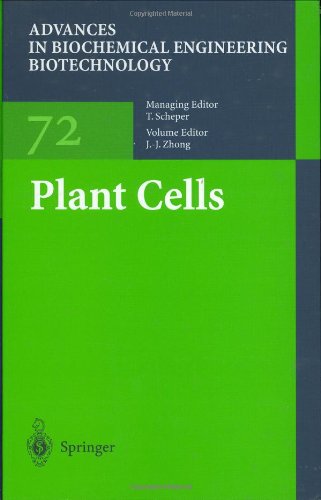 ADVANCES
IN BIOCHEMICAL ENGINEERING
BIOTECHNOLOGY
72
Managing Editor
T. Scheper
Volume Editor
J.-J. Zhong
Plant Cells
Springer